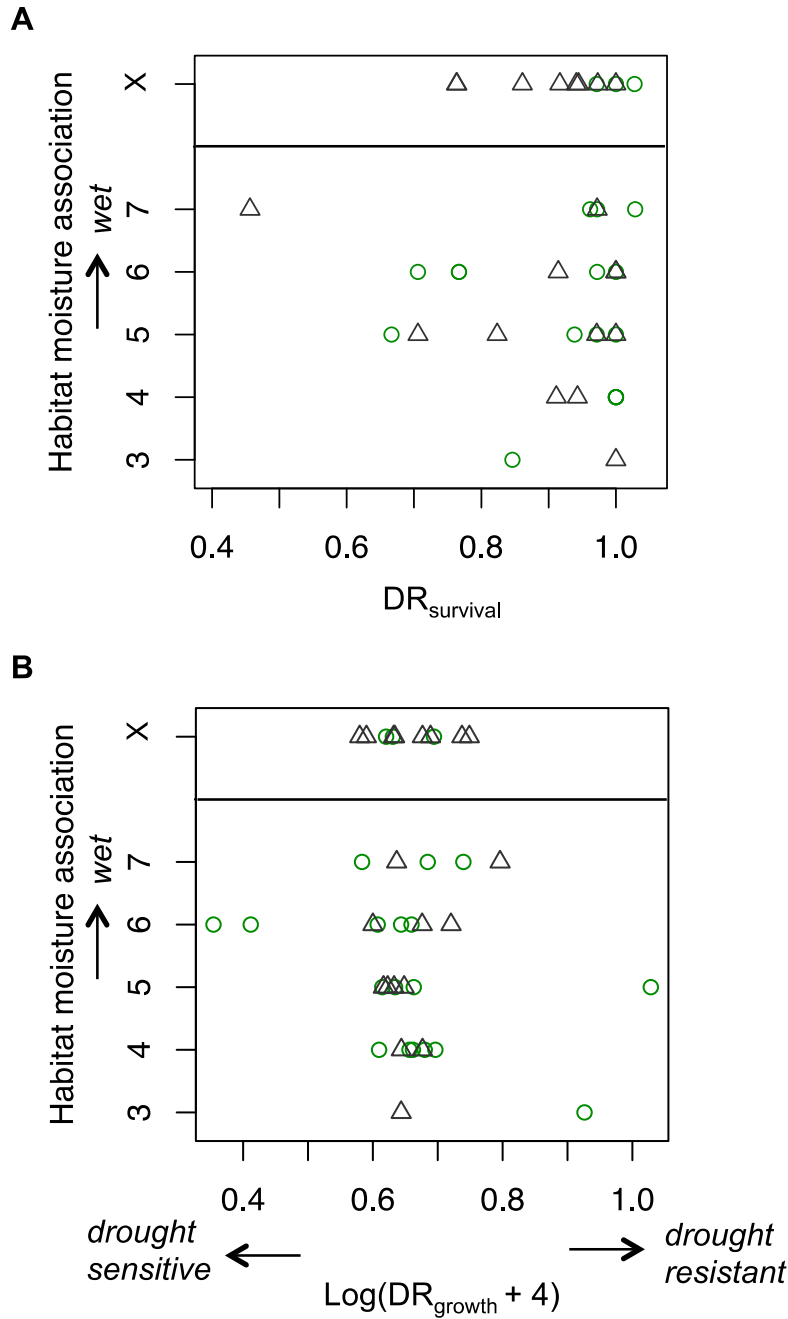 A
Habitat moisture association
wet
X
7
6
5
4
3
0.4 0.6 0.8 1.0
DRsurvival
B
Habitat moisture association
wet
X
7
6
5
4
3
0.4 0.6 0.8 1.0
drought
sensitive
drought
resistant
Log(DRgrowth + 4)